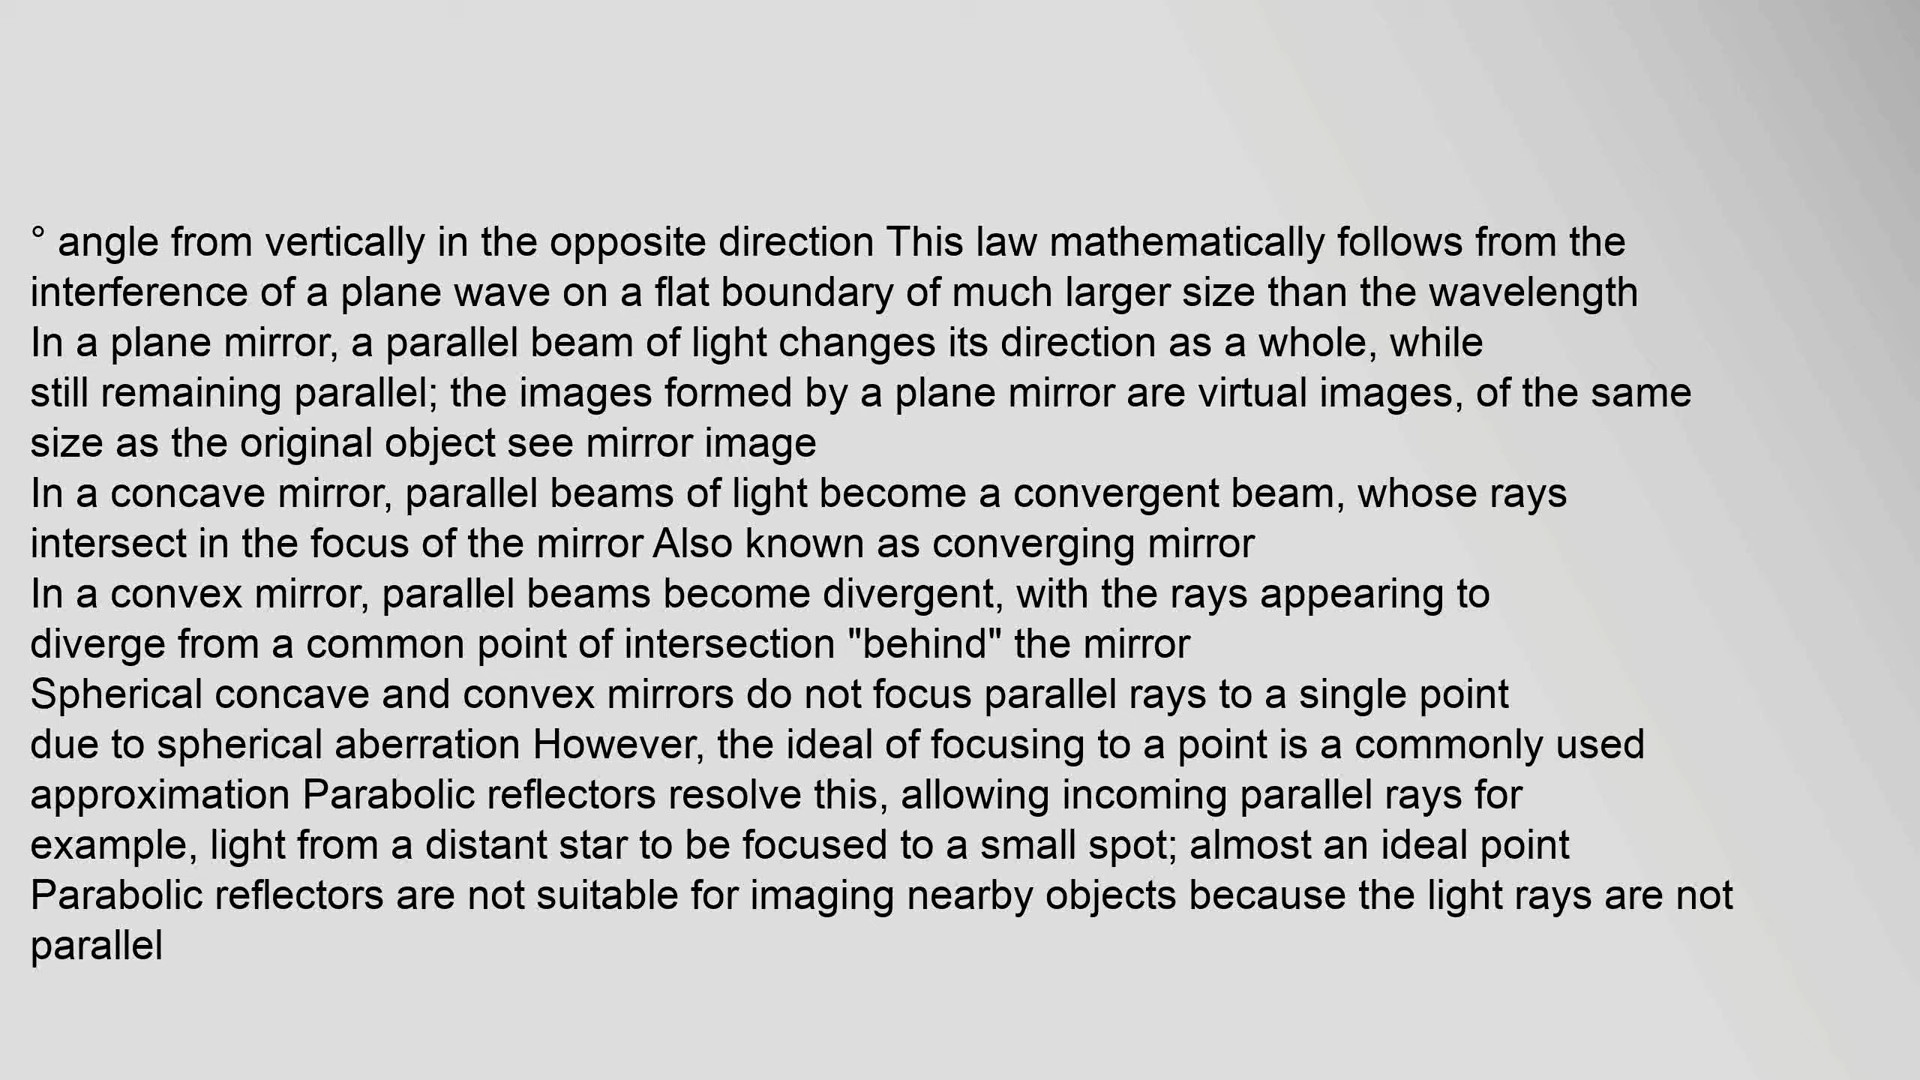 ° angle from vertically in the opposite direction This law mathematically follows from the
interference of a plane wave on a flat boundary of much larger size than the wavelength
In a plane mirror, a parallel beam of light changes its direction as a whole, while
still remaining parallel; the images formed by a plane mirror are virtual images, of the same
size as the original object see mirror image
In a concave mirror, parallel beams of light become a convergent beam, whose rays
intersect in the focus of the mirror Also known as converging mirror
In a convex mirror, parallel beams become divergent, with the rays appearing to
diverge from a common point of intersection "behind" the mirror
Spherical concave and convex mirrors do not focus parallel rays to a single point
due to spherical aberration However, the ideal of focusing to a point is a commonly used
approximation Parabolic reflectors resolve this, allowing incoming parallel rays for
example, light from a distant star to be focused to a small spot; almost an ideal point
Parabolic reflectors are not suitable for imaging nearby objects because the light rays are not
parallel